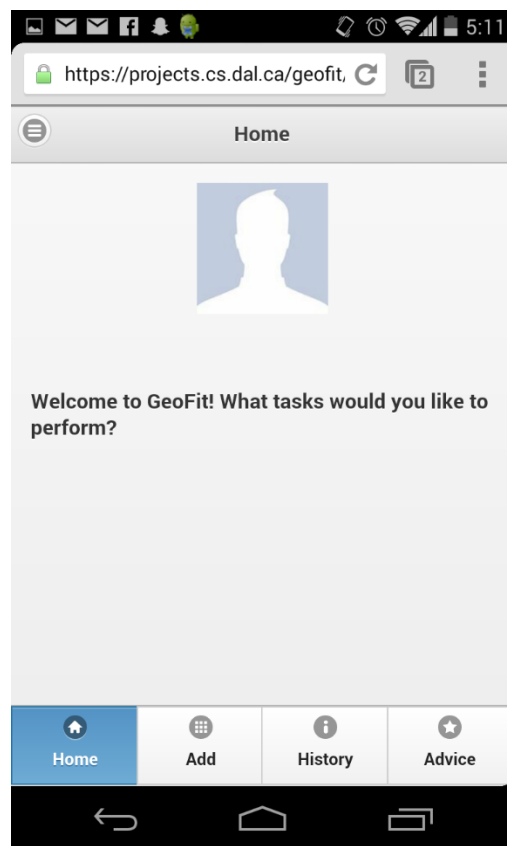 5:11
https://projects.cs.dal.ca/geofit/
2
Home
Welcome to GeoFit! What tasks would you like to
perform?
Home
Add
History
Advice